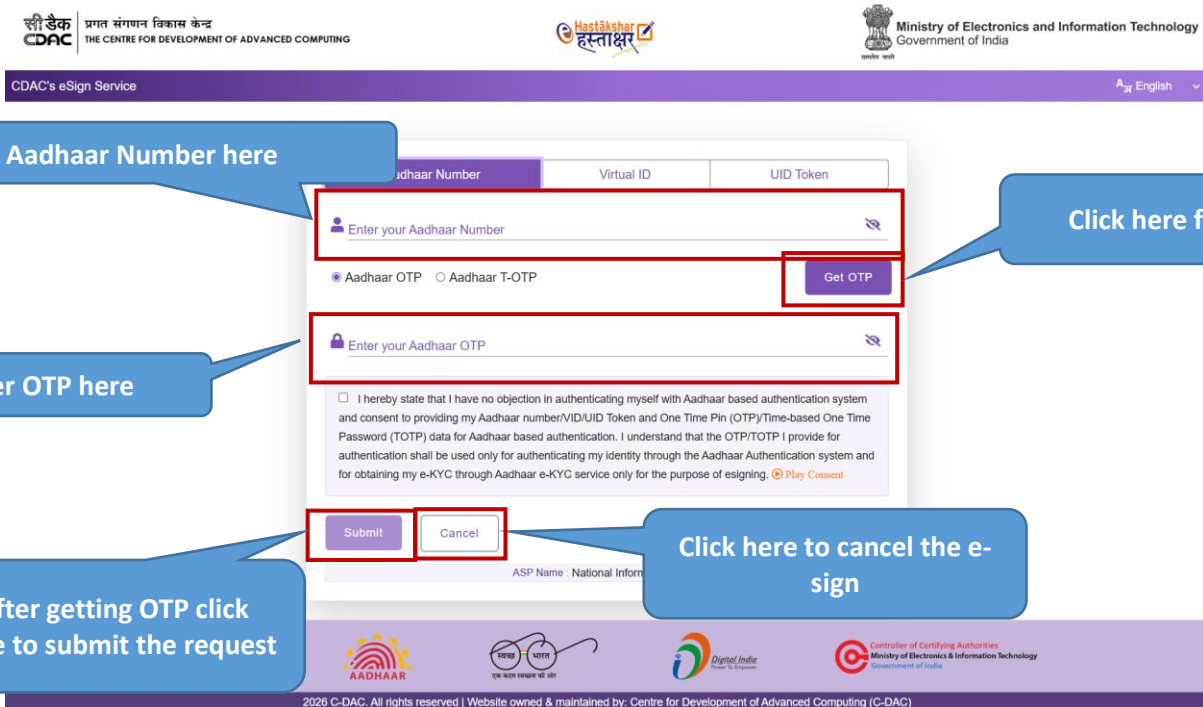 सी डैक
CDAC
प्रगत संगणन विकास केन्द्र
THE CENTRE FOR DEVELOPMENT OF ADVANCED COMPUTING
Hastākshar
हस्ताक्षर
Ministry of Electronics and Information Technology
Government of India
सत्यमेव जयते
CDAC's eSign Service
English
Aadhaar Number here
dhaar Number
Virtual ID
UID Token
Enter your Aadhaar Number
Click here f
Aadhaar OTP
Aadhaar T-OTP
Get OTP
Enter your Aadhaar OTP
er OTP here
I hereby state that I have no objection in authenticating myself with Aadhaar based authentication system
and consent to providing my Aadhaar number/VID/UID Token and One Time Pin (OTP)/Time-based One Time
Password (TOTP) data for Aadhaar based authentication. I understand that the OTP/TOTP I provide for
authentication shall be used only for authenticating my identity through the Aadhaar Authentication system and
for obtaining my e-KYC through Aadhaar e-KYC service only for the purpose of esigning. Play Consent
Submit
Cancel
Click here to cancel the e-
sign
ASP Name : National Inform
fter getting OTP click
e to submit the request
AADHAAR
स्वच्छ भारत
एक कदम स्वच्छता की ओर
Digital India
Power To Empower
Controller of Certifying Authorities
Ministry of Electronics & Information Technology
Government of India
2026 C-DAC. All rights reserved | Website owned & maintained by: Centre for Development of Advanced Computing (C-DAC)